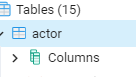 Tables (15)
actor
Columns